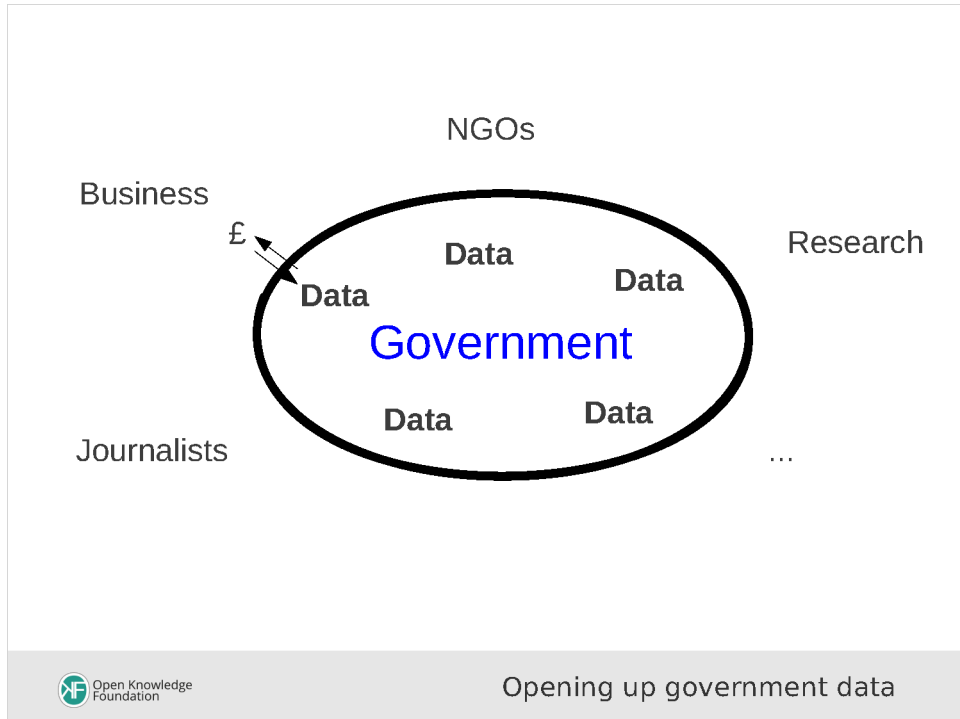 NGOs
Business
£
Research
Data
Data
Data
Government
Data
Data
Journalists
...
Open Knowledge
Foundation
Opening up government data